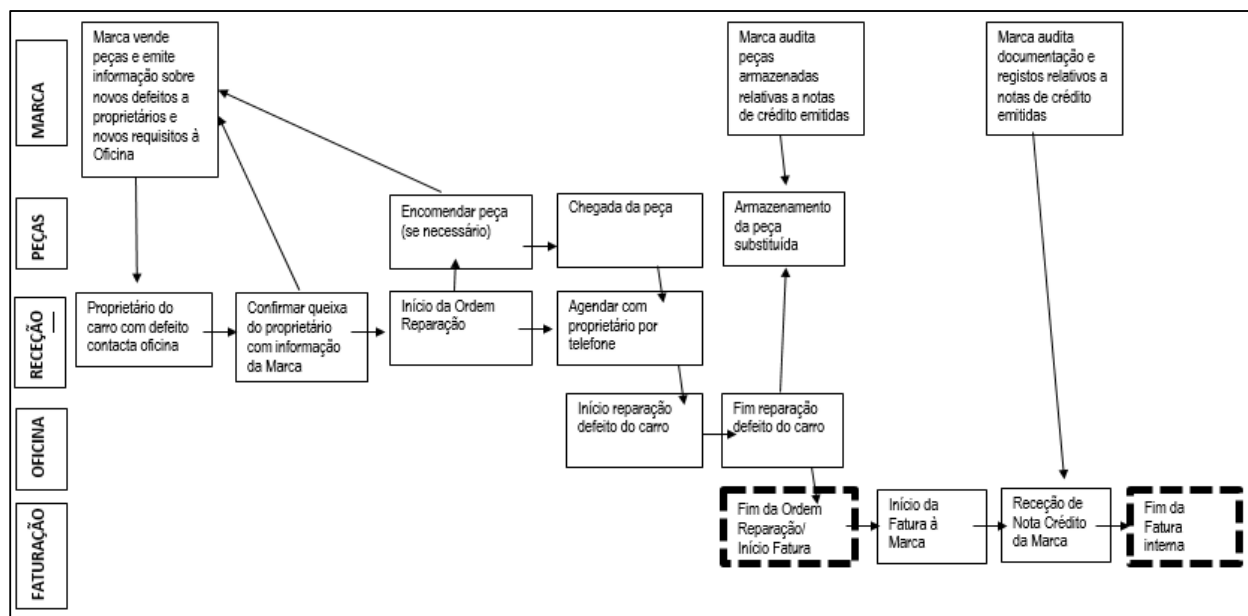 MARCA
Marca vende
peças e emite
informação sobre
novos defeitos a
proprietários e
novos requisitos à
Oficina
Marca audita
peças
armazenadas
relativas a notas
de crédito emitidas
Marca audita
documentação e
registos relativos a
notas de crédito
emitidas
PEÇAS
Encomendar peça
(se necessário)
Chegada da peça
Armazenamento
da peça
substituída
RECEÇÃO
Proprietário do
carro com defeito
contacta oficina
Confirmar queixa
do proprietário
com informação
da Marca
Início da Ordem
Reparação
Agendar com
proprietário por
telefone
OFICINA
Início reparação
defeito do carro
Fim reparação
defeito do carro
FATURAÇÃO
Fim da Ordem
Reparação/
Início Fatura
Início da
Fatura à
Marca
Receção de
Nota Crédito
da Marca
Fim da
Fatura
interna